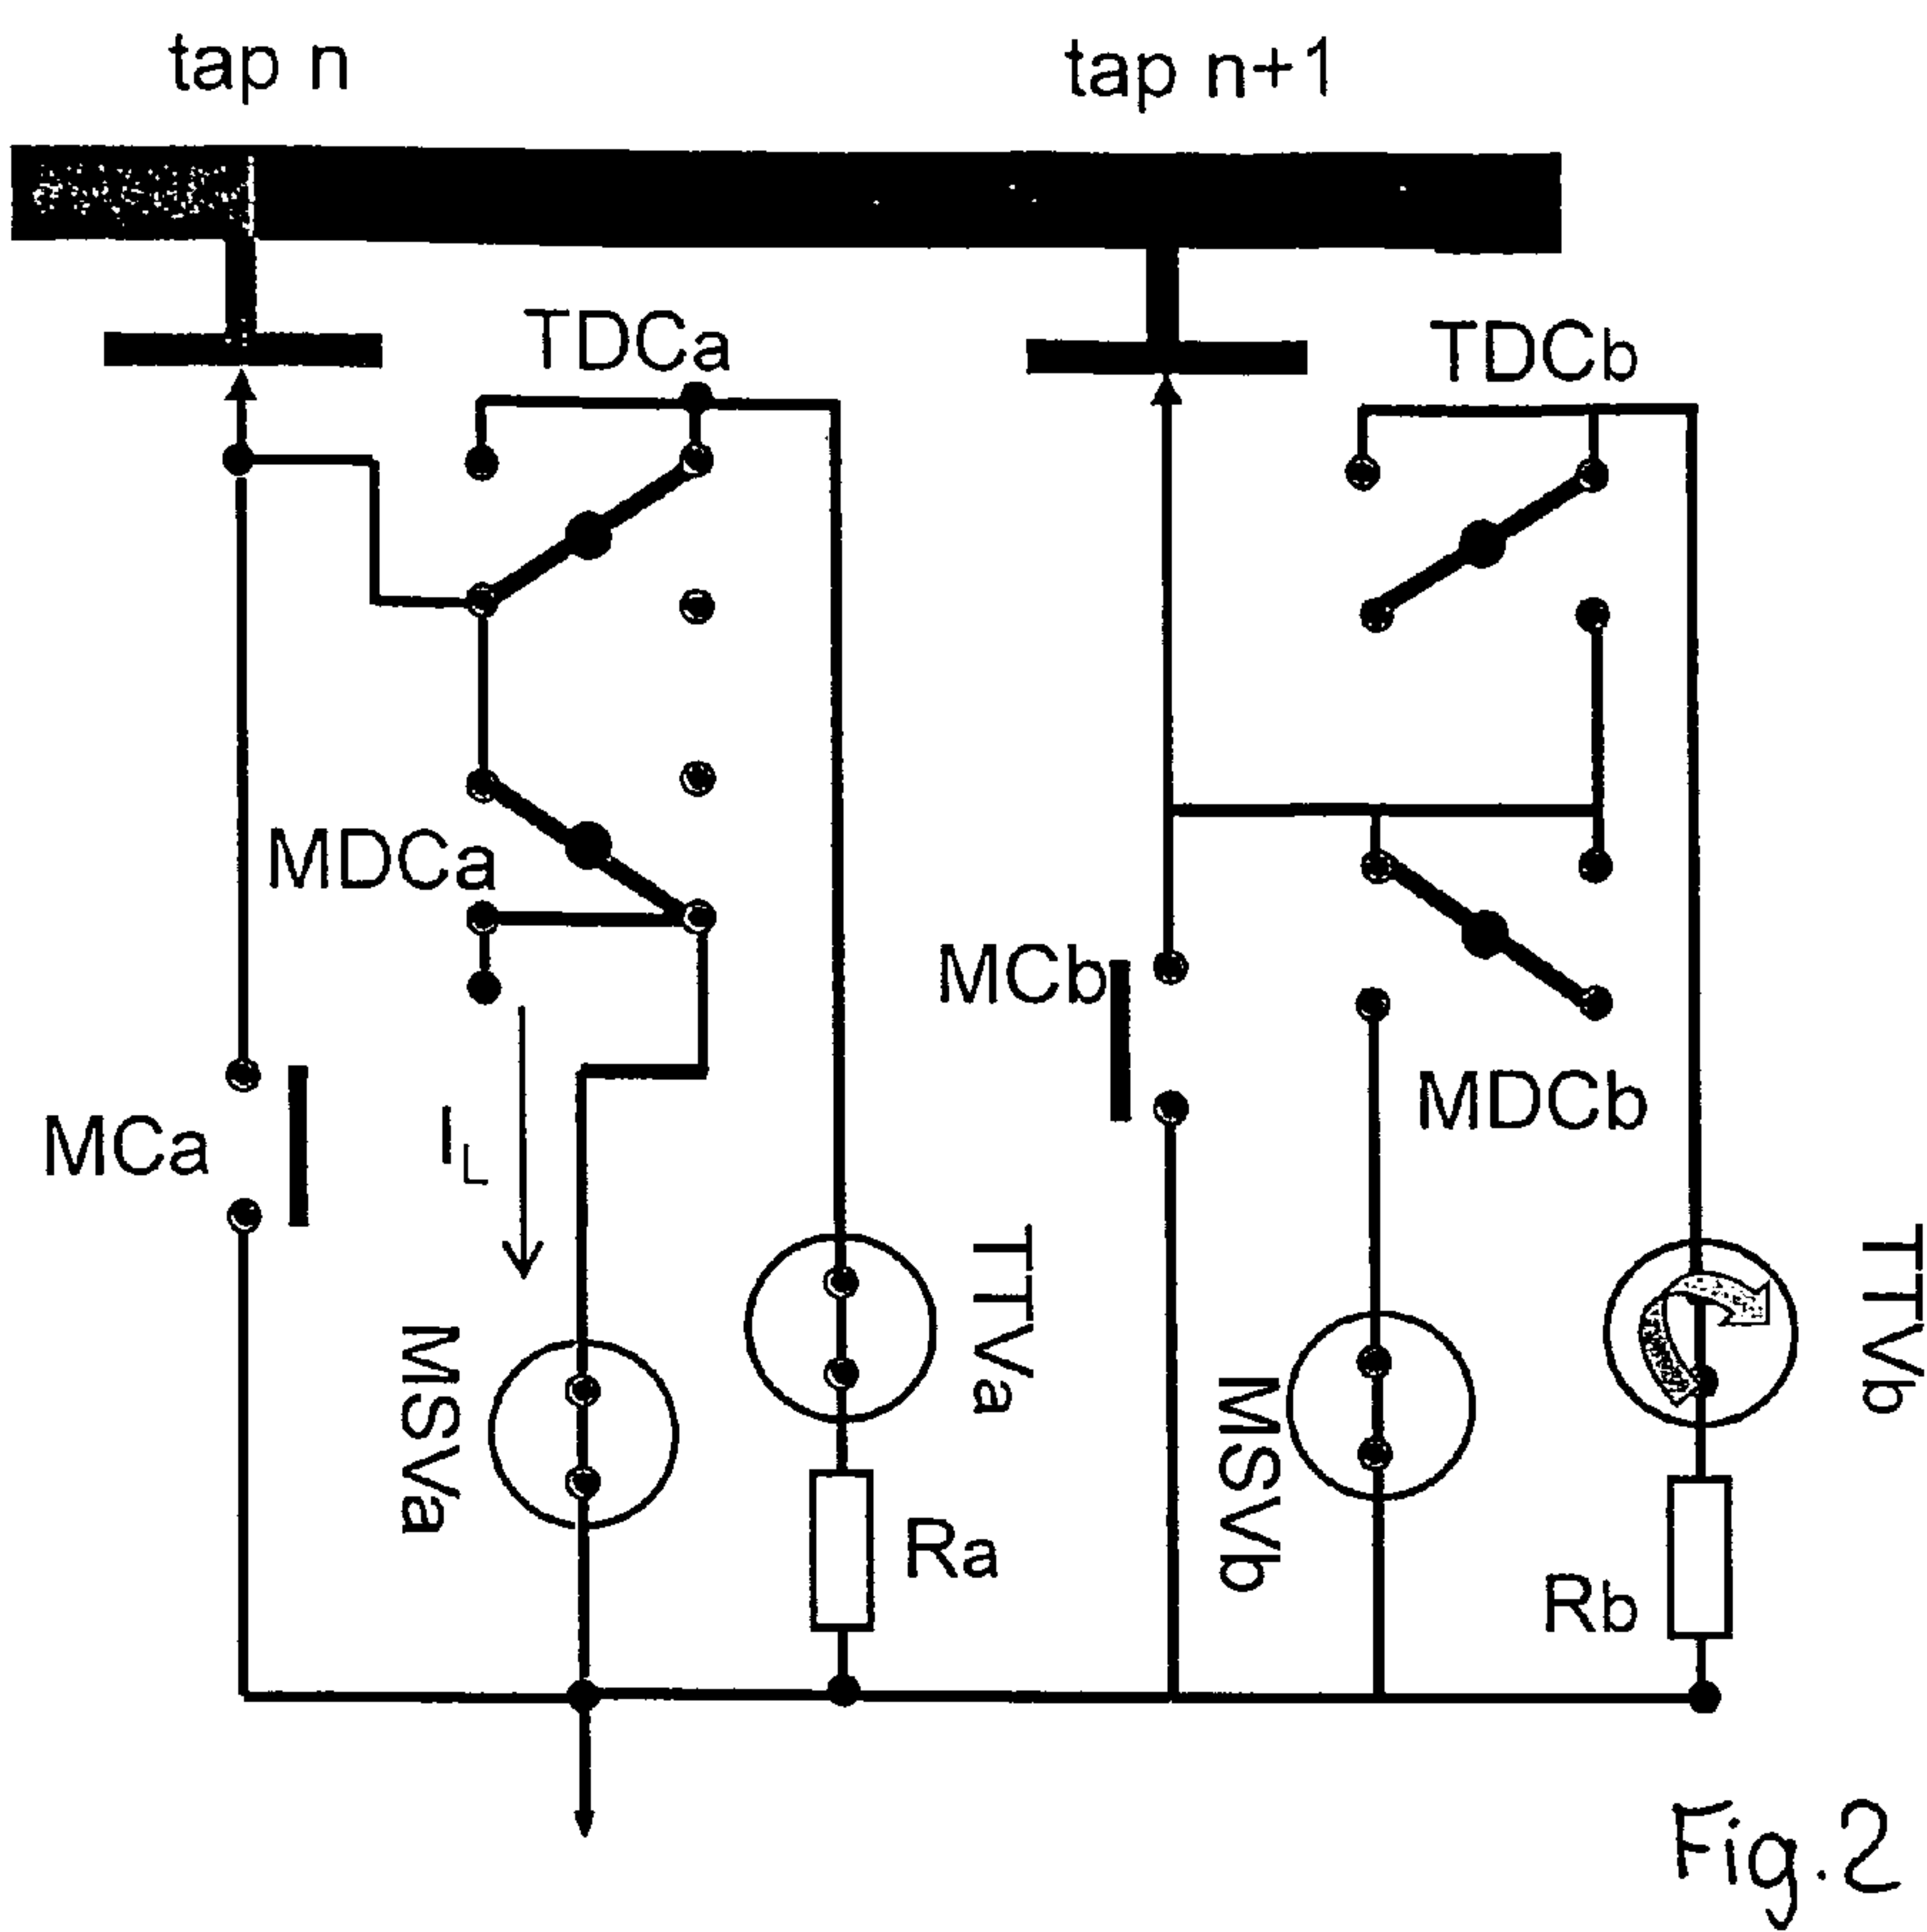 tap n
tap n+1
TDCa
TDCb
MDCa
MCb
MDCb
MCa
IL
TTVa
TTVb
MSVa
MSVb
Ra
Rb
Fig.2